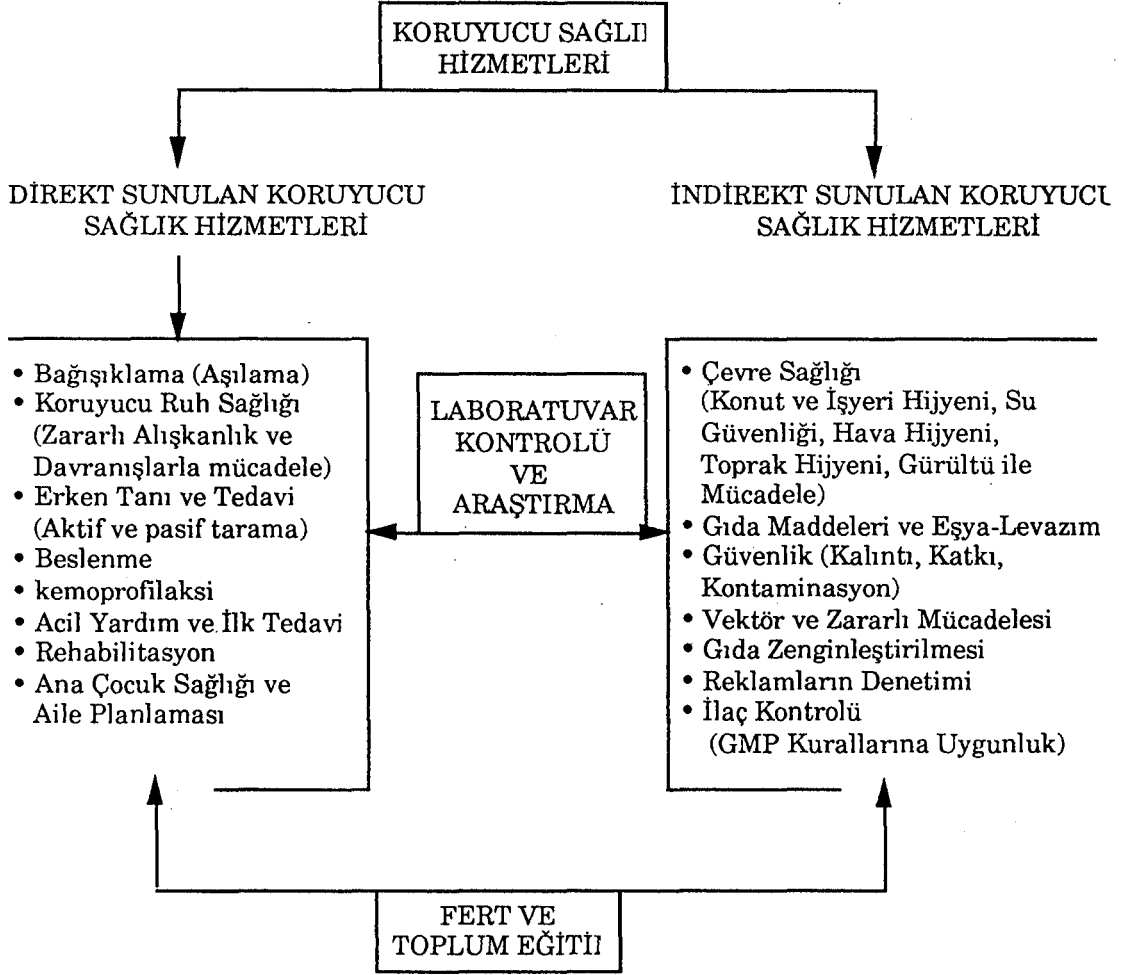 KORUYUCU SAĞLI
HİZMETLERİ
DİREKT SUNULAN KORUYUCU
SAĞLIK HİZMETLERİ
İNDİREKT SUNULAN KORUYUCU
SAĞLIK HİZMETLERİ
• Bağışıklama (Aşılama)
• Koruyucu Ruh Sağlığı
(Zararlı Alışkanlık ve
Davranışlarla mücadele)
• Erken Tanı ve Tedavi
(Aktif ve pasif tarama)
• Beslenme
• kemoprofilaksi
• Acil Yardım ve İlk Tedavi
• Rehabilitasyon
• Ana Çocuk Sağlığı ve
Aile Planlaması
LABORATUVAR
KONTROLÜ
VE
ARAŞTIRMA
• Çevre Sağlığı
(Konut ve İşyeri Hijyeni, Su
Güvenliği, Hava Hijyeni,
Toprak Hijyeni, Gürültü ile
Mücadele)
• Gıda Maddeleri ve Eşya-Levazım
• Güvenlik (Kalıntı, Katkı,
Kontaminasyon)
• Vektör ve Zararlı Mücadelesi
• Gıda Zenginleştirilmesi
• Reklamların Denetimi
• İlaç Kontrolü
(GMP Kurallarına Uygunluk)
FERT VE
TOPLUM EĞİTİ